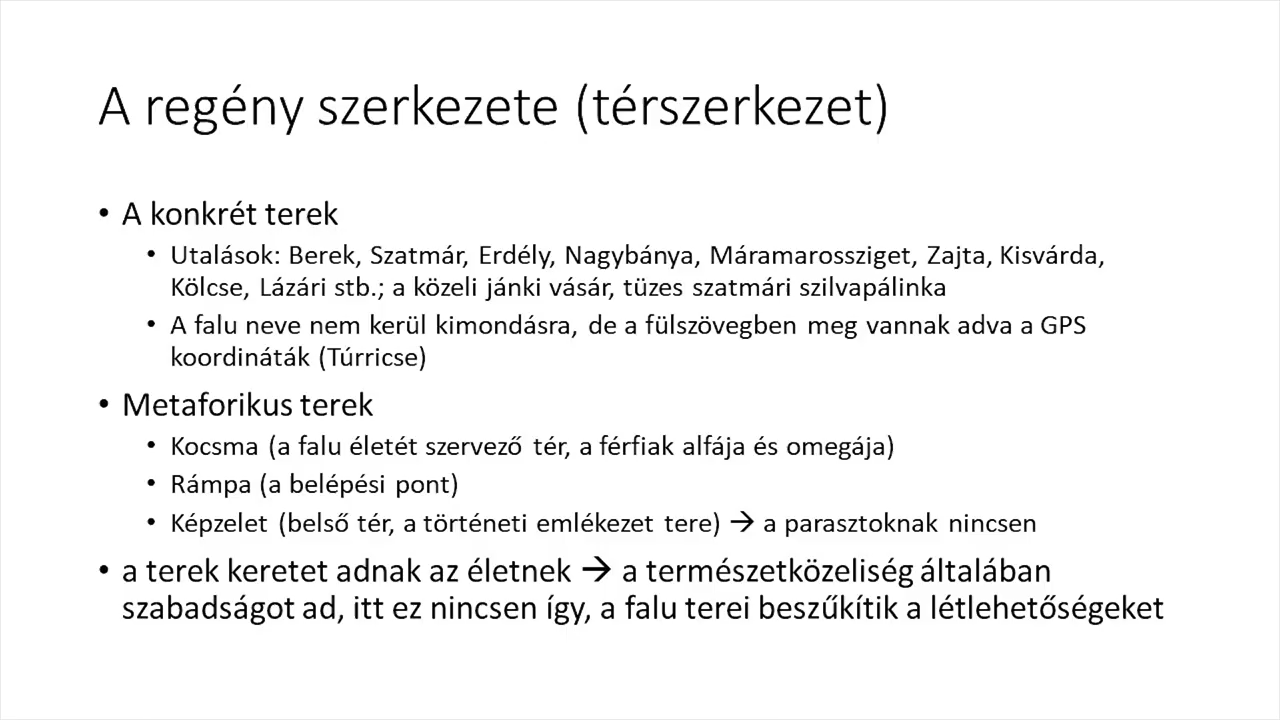 A regény szerkezete (térszerkezet)
• A konkrét terek
• Utalások: Berek, Szatmár, Erdély, Nagybánya, Máramarossziget, Zajta, Kisvárda,
Kölcse, Lázári stb.; a közeli jánki vásár, tüzes szatmári szilvapálinka
• A falu neve nem kerül kimondásra, de a fülszövegben meg vannak adva a GPS
koordináták (Túrricse)
• Metaforikus terek
• Kocsma (a falu életét szervező tér, a férfiak alfája és omegája)
• Rámpa (a belépési pont)
• Képzelet (belső tér, a történeti emlékezet tere) → a parasztoknak nincsen
• a terek keretet adnak az életnek → a természetközeliség általában
szabadságot ad, itt ez nincsen így, a falu terei beszűkítik a létlehetőségeket